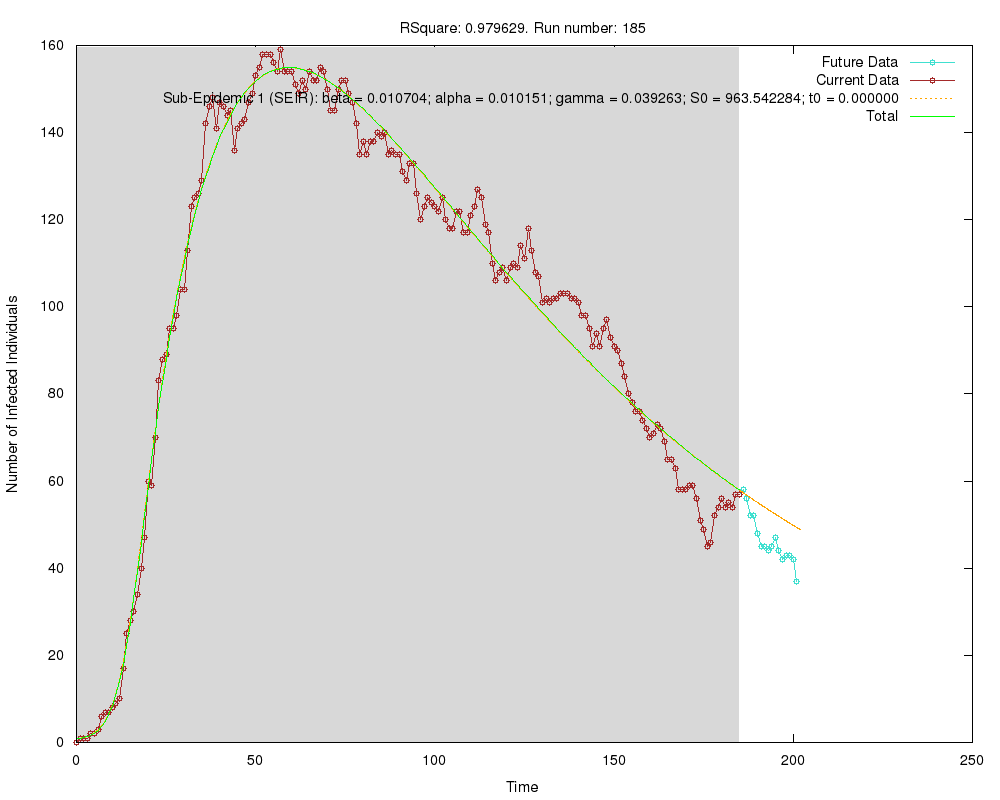 RSquare: 0.979629. Run number: 185
160
140
120
100
80
60
40
20
0
Number of Infected Individuals
Future Data
Current Data
Sub-Epidemic 1 (SEIR): beta = 0.010704; alpha = 0.010151; gamma = 0.039263; S0 = 963.542284; t0 = 0.000000
Total
0 50 100 150 200 250
Time